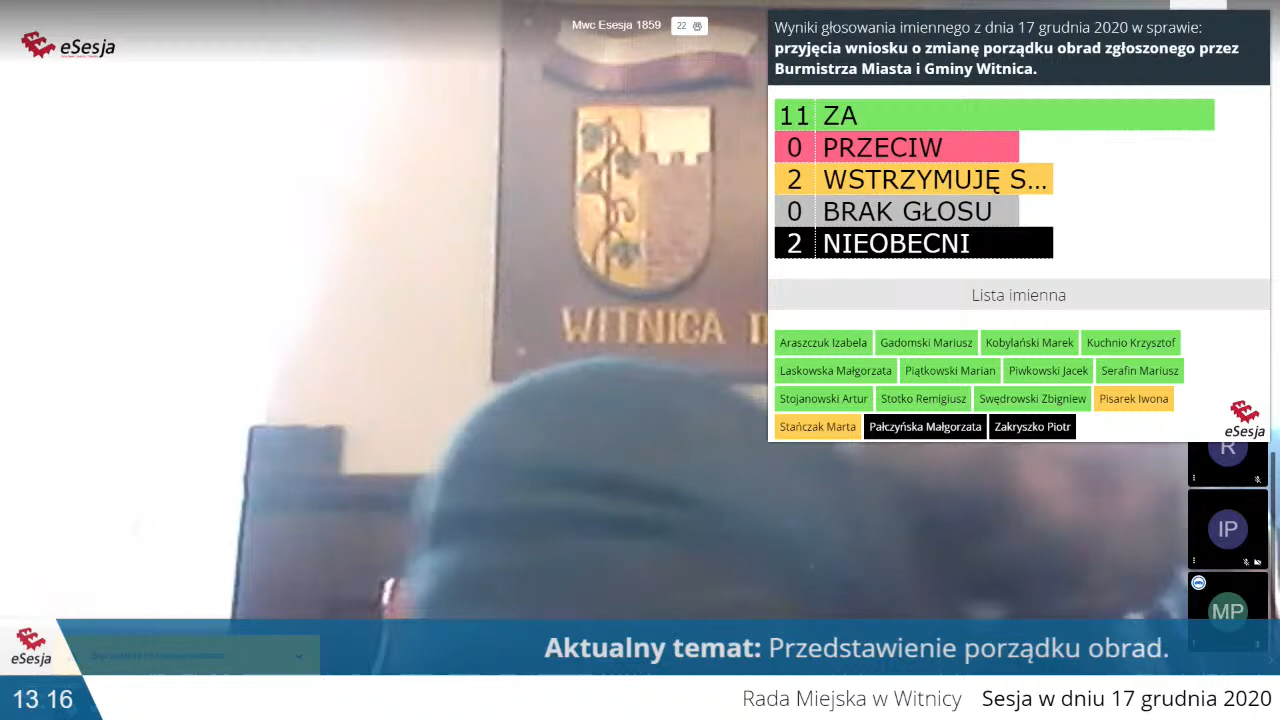 Mwc Esesja 1859 22
eSesja
Wyniki głosowania imiennego z dnia 17 grudnia 2020 w sprawie:
przyjęcia wniosku o zmianę porządku obrad zgłoszonego przez
Burmistrza Miasta i Gminy Witnica.
11 ZA
0 PRZECIW
2 WSTRZYMUJĘ S...
0 BRAK GŁOSU
2 NIEOBECNI
Lista imienna
Araszczuk Izabela Gadomski Mariusz Kobylański Marek Kuchnio Krzysztof
Laskowska Małgorzata Piątkowski Marian Piwkowski Jacek Serafin Mariusz
Stojanowski Artur Stotko Remigiusz Swędrowski Zbigniew Pisarek Iwona
Stańczak Marta Pałczyńska Małgorzata Zakryszko Piotr
eSesja
WITNICA
R
IP
MP
eSesja
Aktualny temat: Przedstawienie porządku obrad.
13 16
Rada Miejska w Witnicy Sesja w dniu 17 grudnia 2020